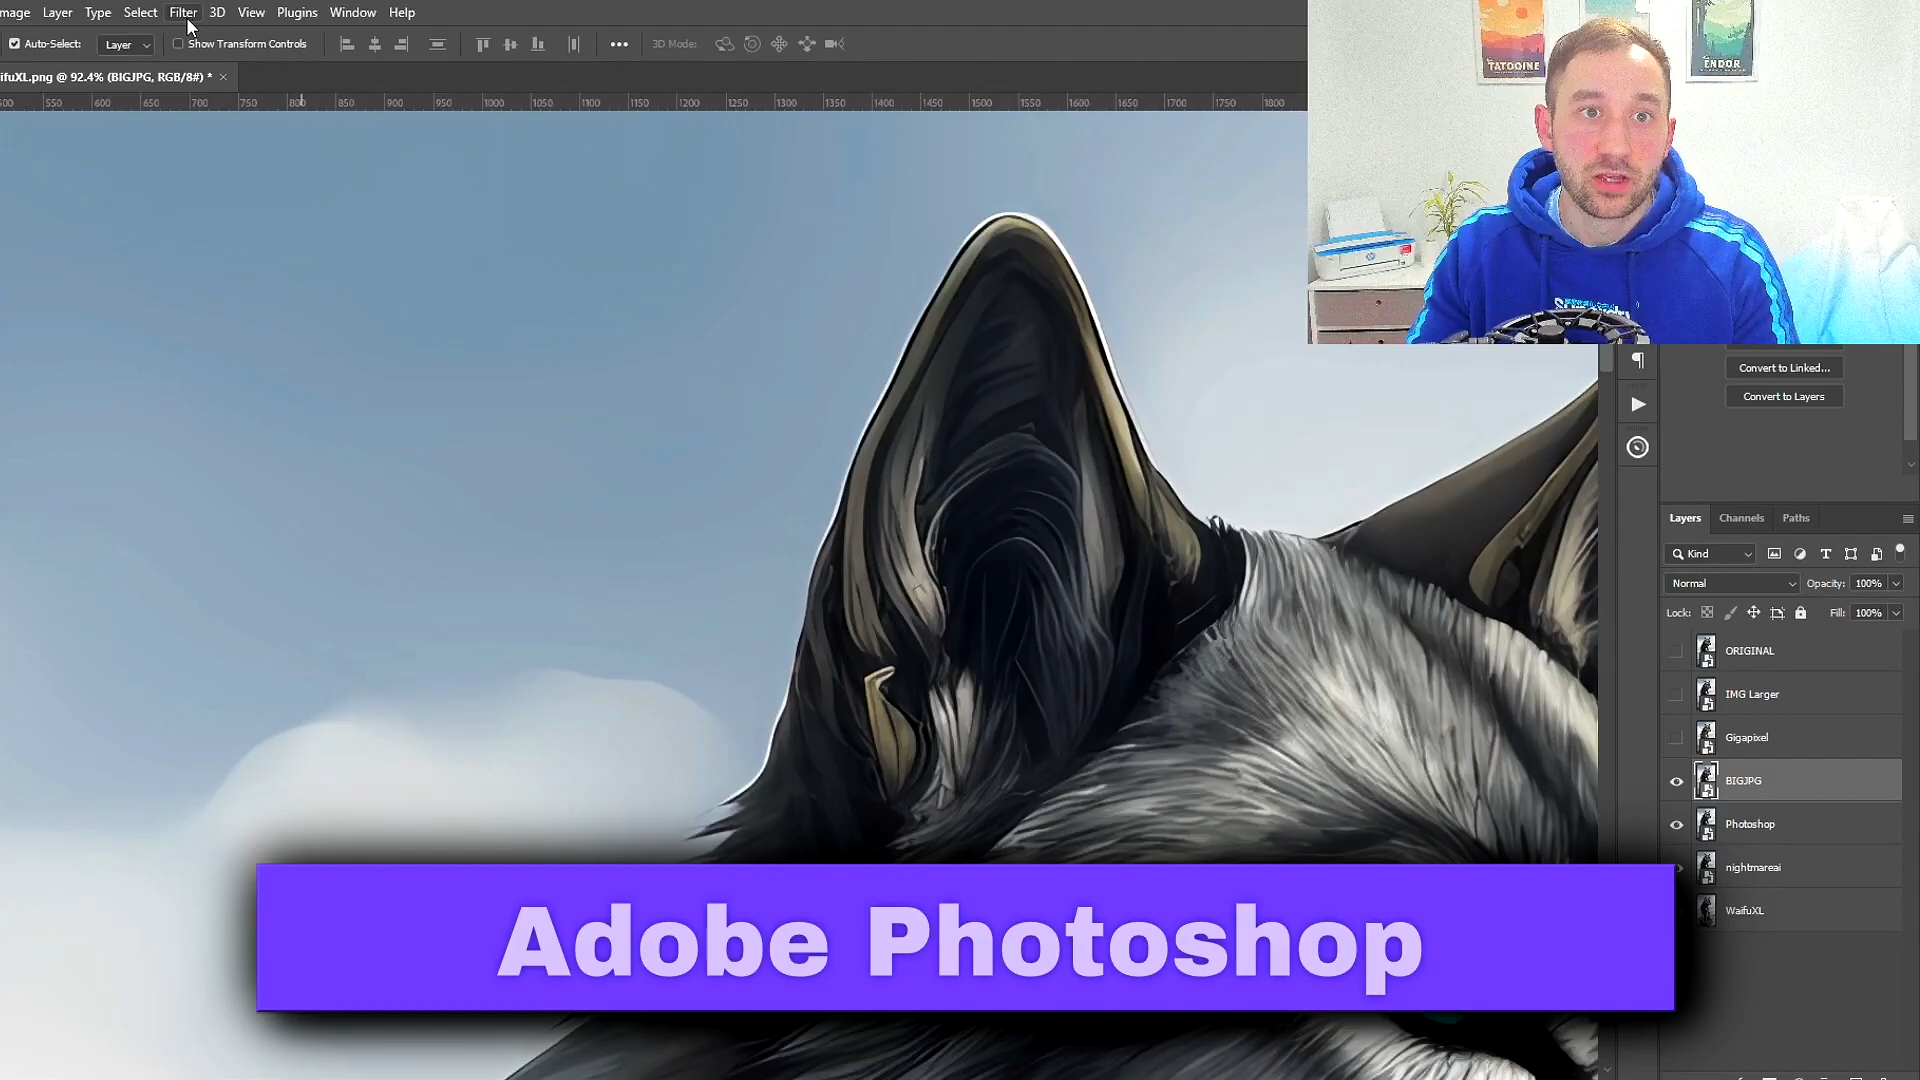 mage Layer Type Select Filter 3D View Plugins Window Help
Auto-Select: Layer Show Transform Controls 3D Mode:
ifuXL.png @ 92.4% (BIGJPG, RGB/8#) *
500 550 600 650 700 750 800 850 900 950 1000 1050 1100 1150 1200 1250 1300 1350 1400 1450 1500 1550 1600 1650 1700 1750 1800
TATOOINE
ENDOR
hp
Convert to Linked...
Convert to Layers
Layers Channels Paths
Kind
Normal Opacity: 100%
Lock: Fill: 100%
ORIGINAL
IMG Larger
Gigapixel
BIGJPG
Photoshop
nightmareai
WaifuXL
Adobe Photoshop